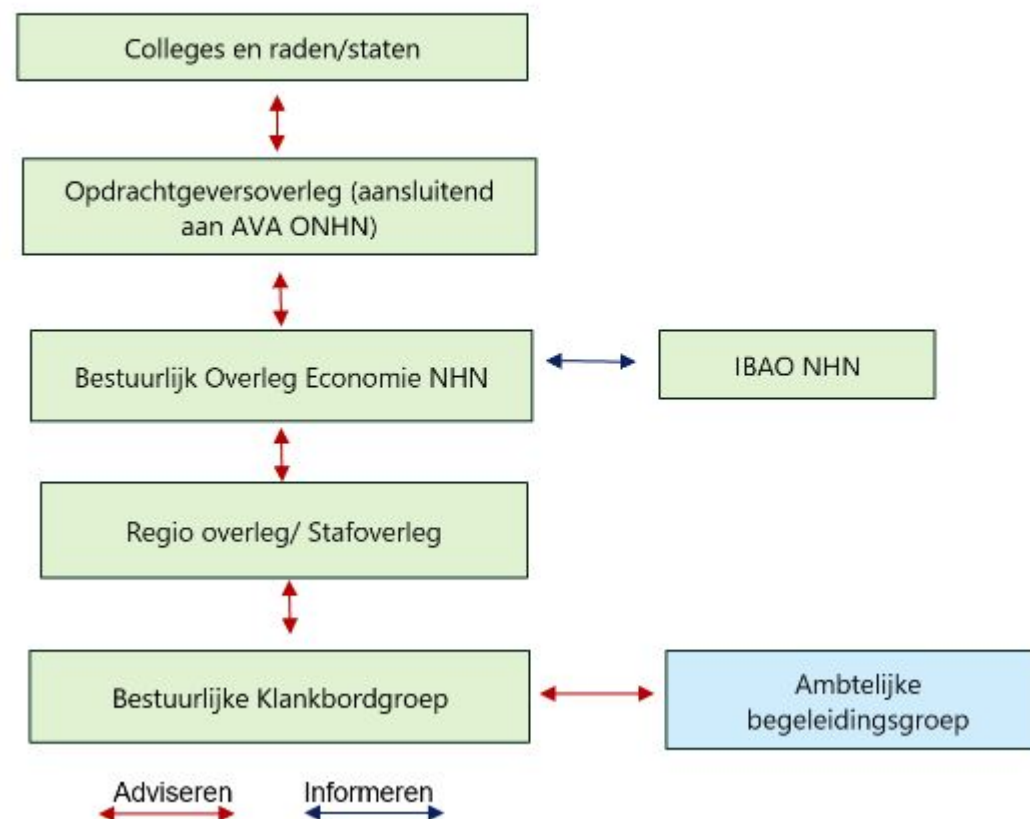 Colleges en raden/staten
Opdrachtgeversoverleg (aansluitend
aan AVA ONHN)
Bestuurlijk Overleg Economie NHN
IBAO NHN
Regio overleg/ Stafoverleg
Bestuurlijke Klankbordgroep
Ambtelijke
begeleidingsgroep
Adviseren
Informeren